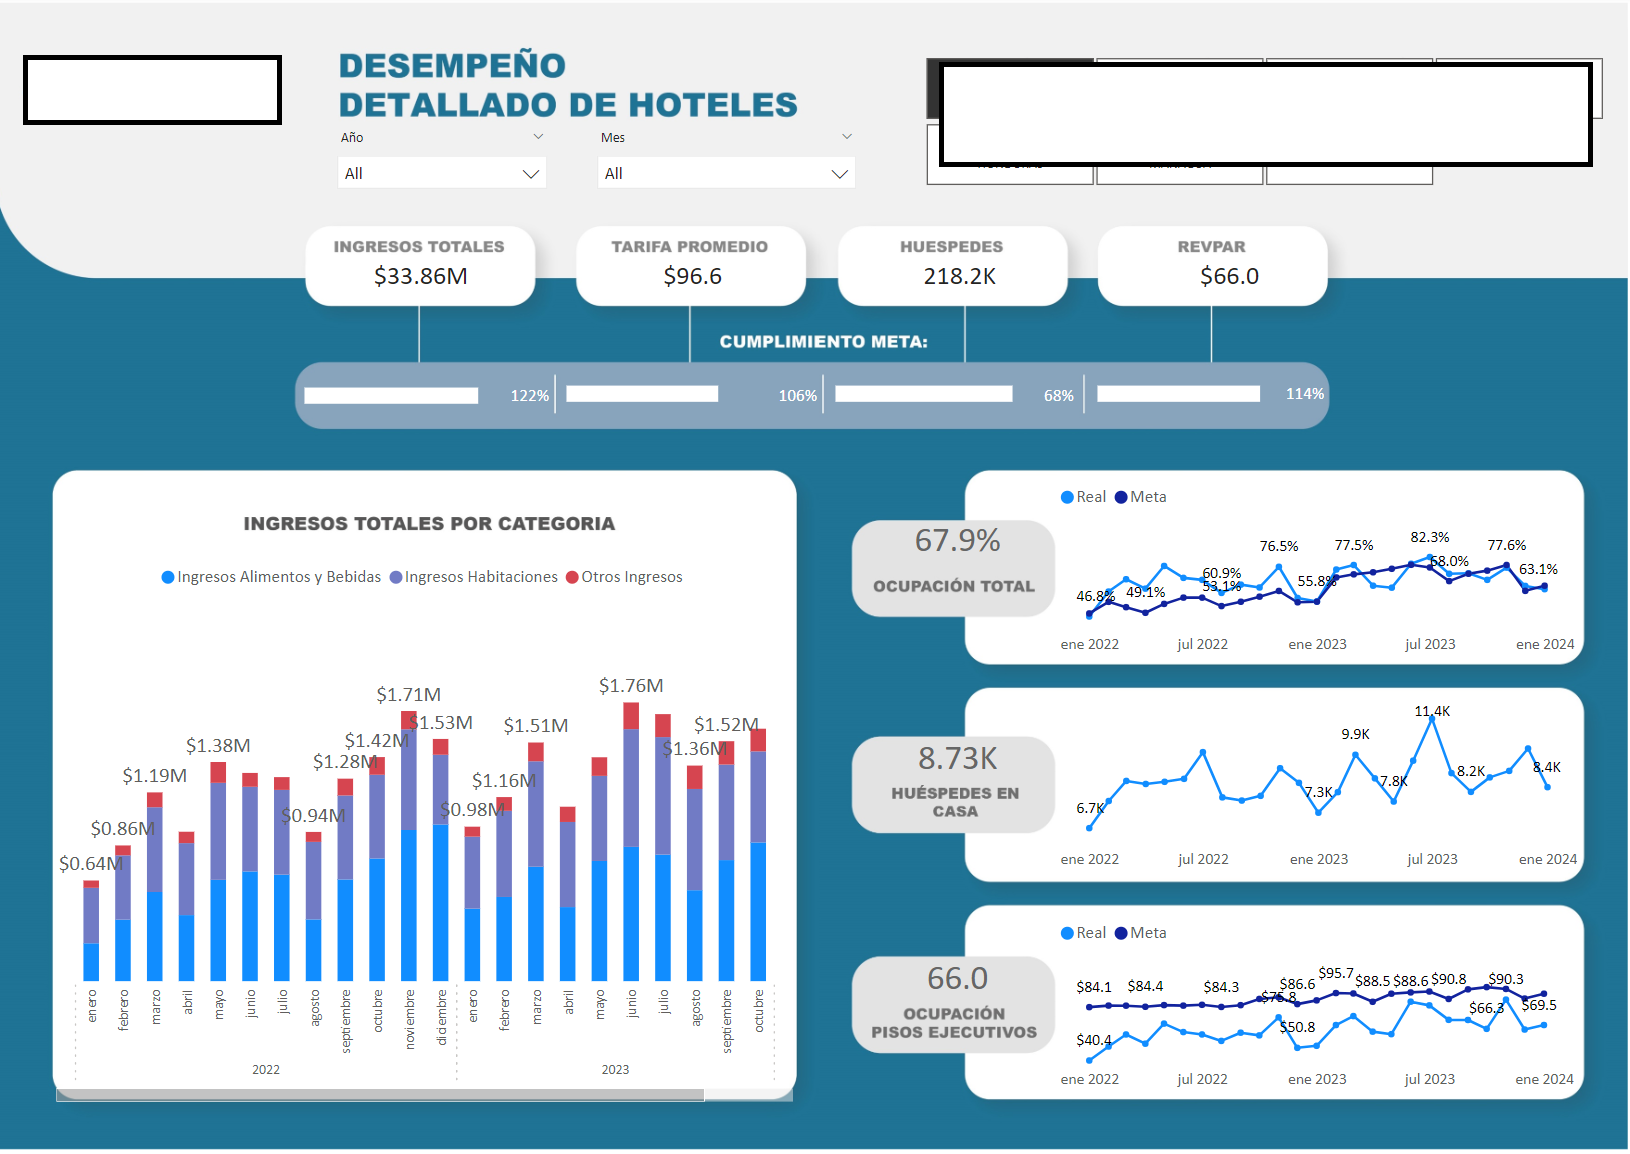 DESEMPEÑO
DETALLADO DE HOTELES
Año
Mes
All
All
INGRESOS TOTALES
$33.86M
TARIFA PROMEDIO
$96.6
HUESPEDES
218.2K
REVPAR
$66.0
CUMPLIMIENTO META:
122%
106%
68%
114%
INGRESOS TOTALES POR CATEGORIA
Ingresos Alimentos y Bebidas Ingresos Habitaciones Otros Ingresos
$0.64M
$0.86M
$1.19M
$1.38M
$0.94M
$1.28M
$1.42M
$1.71M
$1.53M
$0.98M
$1.16M
$1.51M
$1.76M
$1.36M
$1.52M
enero
febrero
marzo
abril
mayo
junio
julio
agosto
septiembre
octubre
noviembre
diciembre
enero
febrero
marzo
abril
mayo
junio
julio
agosto
septiembre
octubre
2022
2023
67.9%
OCUPACIÓN TOTAL
Real Meta
46.8%
49.1%
60.9%
53.1%
76.5%
55.8%
77.5%
82.3%
68.0%
77.6%
63.1%
ene 2022
jul 2022
ene 2023
jul 2023
ene 2024
8.73K
HUÉSPEDES EN
CASA
6.7K
7.3K
9.9K
7.8K
11.4K
8.2K
8.4K
ene 2022
jul 2022
ene 2023
jul 2023
ene 2024
66.0
OCUPACIÓN
PISOS EJECUTIVOS
Real Meta
$84.1
$84.4
$84.3
$75.8
$86.6
$95.7
$88.5
$88.6
$90.8
$90.3
$40.4
$50.8
$66.3
$69.5
ene 2022
jul 2022
ene 2023
jul 2023
ene 2024